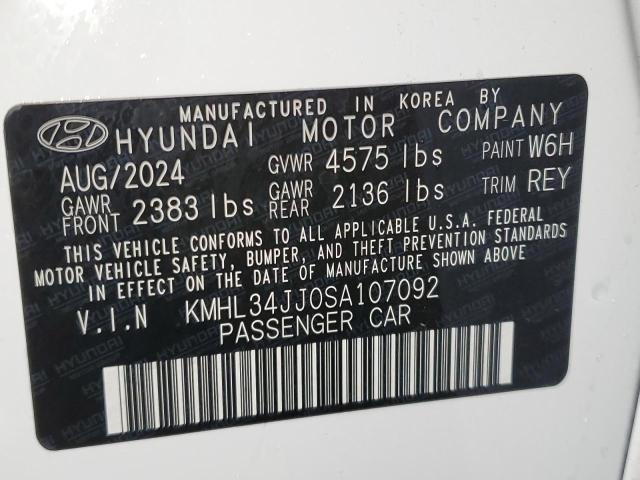 MANUFACTURED IN KOREA BY
HYUNDAI MOTOR COMPANY
AUG/2024 GVWR 4575 lbs PAINT W6H
GAWR FRONT 2383 lbs GAWR REAR 2136 lbs TRIM REY
THIS VEHICLE CONFORMS TO ALL APPLICABLE U.S.A. FEDERAL
MOTOR VEHICLE SAFETY, BUMPER, AND THEFT PREVENTION STANDARDS
IN EFFECT ON THE DATE OF MANUFACTURE SHOWN ABOVE
V.I.N KMHL34JJ0SA107092
PASSENGER CAR